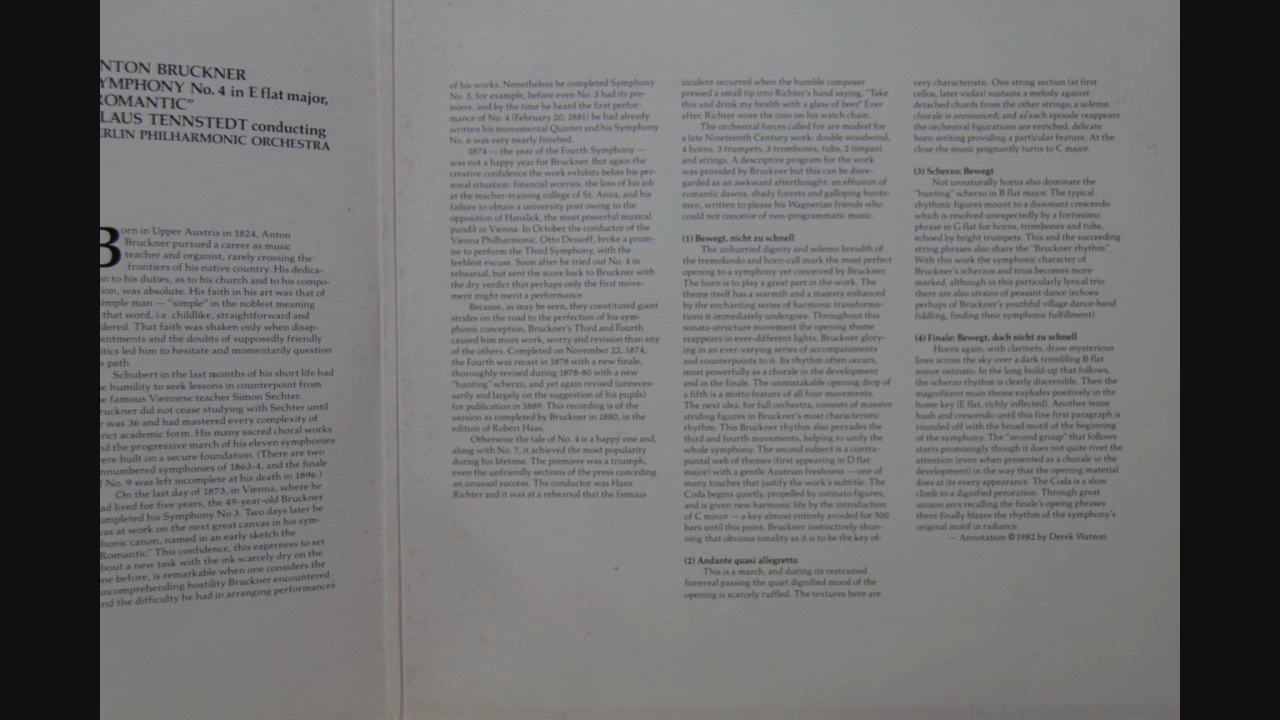 NTON BRUCKNER
YMPHONY No. 4 in E flat major,
ROMANTIC"
LAUS TENNSTEDT conducting
ERLIN PHILHARMONIC ORCHESTRA
Born in Upper Austria in 1824, Anton
Bruckner pursued a career as music
teacher and organist, rarely crossing the
frontiers of his native country. His dedica-
n to his duties, as to his church and to his compo-
ion, was absolute. His faith in his art was that of
simple man — "simple" in the noblest meaning
that word, i.e. childlike, straightforward and
dered. That faith was shaken only when disap-
intments and the doubts of supposedly friendly
itics led him to hesitate and momentarily question
s path.
Schubert in the last months of his short life had
e humility to seek lessons in counterpoint from
e famous Viennese teacher Simon Sechter.
ruckner did not cease studying with Sechter until
was 36 and had mastered every complexity of
rict academic form. His many sacred choral works
nd the progressive march of his eleven symphonies
ere built on a secure foundation. (There are two
nnumbered symphonies of 1863-4, and the finale
f No. 9 was left incomplete at his death in 1896.)
On the last day of 1873, in Vienna, where he
ad lived for five years, the 49-year-old Bruckner
ompleted his Symphony No 3. Two days later he
was at work on the next great canvas in his sym-
honic canon, named in an early sketch the
Romantic." This confidence, this eagerness to set
bout a new task with the ink scarcely dry on the
one before, is remarkable when one considers the
ncomprehending hostility Bruckner encountered
nd the difficulty he had in arranging performances
of his works. Nonetheless he completed Symphony
No. 5, for example, before even No. 3 had its pre-
miere, and by the time he heard the first perfor-
mance of No. 4 (February 20, 1881) he had already
written his monumental Quintet and his Symphony
No. 6 was very nearly finished.
1874 — the year of the Fourth Symphony —
was not a happy year for Bruckner. But again the
creative confidence the work exhibits belies his per-
sonal situation: financial worries, the loss of his job
at the teacher-training college of St. Anna, and his
failure to obtain a university post owing to the
opposition of Hanslick, the most powerful musical
pundit in Vienna. In October the conductor of the
Vienna Philharmonic, Otto Dessoff, broke a prom-
ise to perform the Third Symphony, with the
feeblest excuse. Soon after he tried out No. 4 in
rehearsal, but sent the score back to Bruckner with
the dry verdict that perhaps only the first move-
ment might merit a performance.
Because, as may be seen, they constituted giant
strides on the road to the perfection of his sym-
phonic conception, Bruckner's Third and Fourth
caused him more work, worry and revision than any
of the others. Completed on November 22, 1874,
the Fourth was recast in 1878 with a new finale,
thoroughly revised during 1878-80 with a new
"hunting" scherzo, and yet again revised (unneces-
sarily and largely on the suggestion of his pupils)
for publication in 1889. This recording is of the
version as completed by Bruckner in 1880, in the
edition of Robert Haas.
Otherwise the tale of No. 4 is a happy one and,
along with No. 7, it achieved the most popularity
during his lifetime. The premiere was a triumph,
even the unfriendly sections of the press conceding
an unusual success. The conductor was Hans
Richter and it was at a rehearsal that the famous
incident occurred when the humble composer
pressed a small tip into Richter's hand saying, "Take
this and drink my health with a glass of beer." Ever
after, Richter wore the coin on his watch chain.
The orchestral forces called for are modest for
a late Nineteenth Century work: double woodwind,
4 horns, 3 trumpets, 3 trombones, tuba, 2 timpani
and strings. A descriptive program for the work
was provided by Bruckner but this can be disre-
garded as an awkward afterthought: an effusion of
romantic dawns, shady forests and galloping hunts-
men, written to please his Wagnerian friends who
could not conceive of non-programmatic music.
(1) Bewegt, nicht zu schnell
The unhurried dignity and solemn breadth of
the tremolando and horn-call mark the most perfect
opening to a symphony yet conceived by Bruckner.
The horn is to play a great part in the work. The
theme itself has a warmth and a majesty enhanced
by the enchanting series of harmonic transforma-
tions it immediately undergoes. Throughout this
sonata-structure movement the opening theme
reappears in ever-different lights, Bruckner glory-
ing in an ever-varying series of accompaniments
and counterpoints to it. Its rhythm often occurs,
most powerfully as a chorale in the development
and in the finale. The unmistakable opening drop of
a fifth is a motto feature of all four movements.
The next idea, for full orchestra, consists of massive
striding figures in Bruckner's most characteristic
rhythm. This Bruckner rhythm also pervades the
third and fourth movements, helping to unify the
whole symphony. The second subject is a contra-
puntal web of themes (first appearing in D flat
major) with a gentle Austrian freshness — one of
many touches that justify the work's subtitle. The
Coda begins quietly, propelled by ostinato figures,
and is given new harmonic life by the introduction
of C minor — a key almost entirely avoided for 500
bars until this point, Bruckner instinctively shun-
ning that obvious tonality as it is to be the key of:
(2) Andante quasi allegretto
This is a march, and during its restrained
funereal passing the quiet dignified mood of the
opening is scarcely ruffled. The textures here are
very characteristic. One string section (at first
cellos, later violas) sustains a melody against
detached chords from the other strings; a solemn
chorale is announced; and as each episode reappears
the orchestral figurations are enriched, delicate
horn writing providing a particular feature. At the
close the music poignantly turns to C major.
(3) Scherzo: Bewegt
Not unnaturally horns also dominate the
"hunting" scherzo in B flat major. The typical
rhythmic figures mount to a dissonant crescendo
which is resolved unexpectedly by a fortissimo
phrase in G flat for horns, trombones and tuba,
echoed by bright trumpets. This and the succeeding
string phrases also share the "Bruckner rhythm".
With this work the symphonic character of
Bruckner's scherzos and trios becomes more
marked, although in this particularly lyrical trio
there are also strains of peasant dance (echoes
perhaps of Bruckner's youthful village dance-band
fiddling, finding their symphonic fulfillment).
(4) Finale: Bewegt, doch nicht zu schnell
Horns again, with clarinets, draw mysterious
lines across the sky over a dark trembling B flat
minor ostinato. In the long build-up that follows,
the scherzo rhythm is clearly discernible. Then the
magnificent main theme explodes positively in the
home key (E flat, richly inflected). Another tense
hush and crescendo until this fine first paragraph is
rounded off with the broad motif of the beginning
of the symphony. The "second group" that follows
starts promisingly though it does not quite rivet the
attention (even when presented as a chorale in the
development) in the way that the opening material
does at its every appearance. The Coda is a slow
climb to a dignified peroration. Through great
unison arcs recalling the finale's opening theme
there finally blazes the rhythm of the symphony's
original motif in radiance.
— Annotation ©1982 by Derek Watson